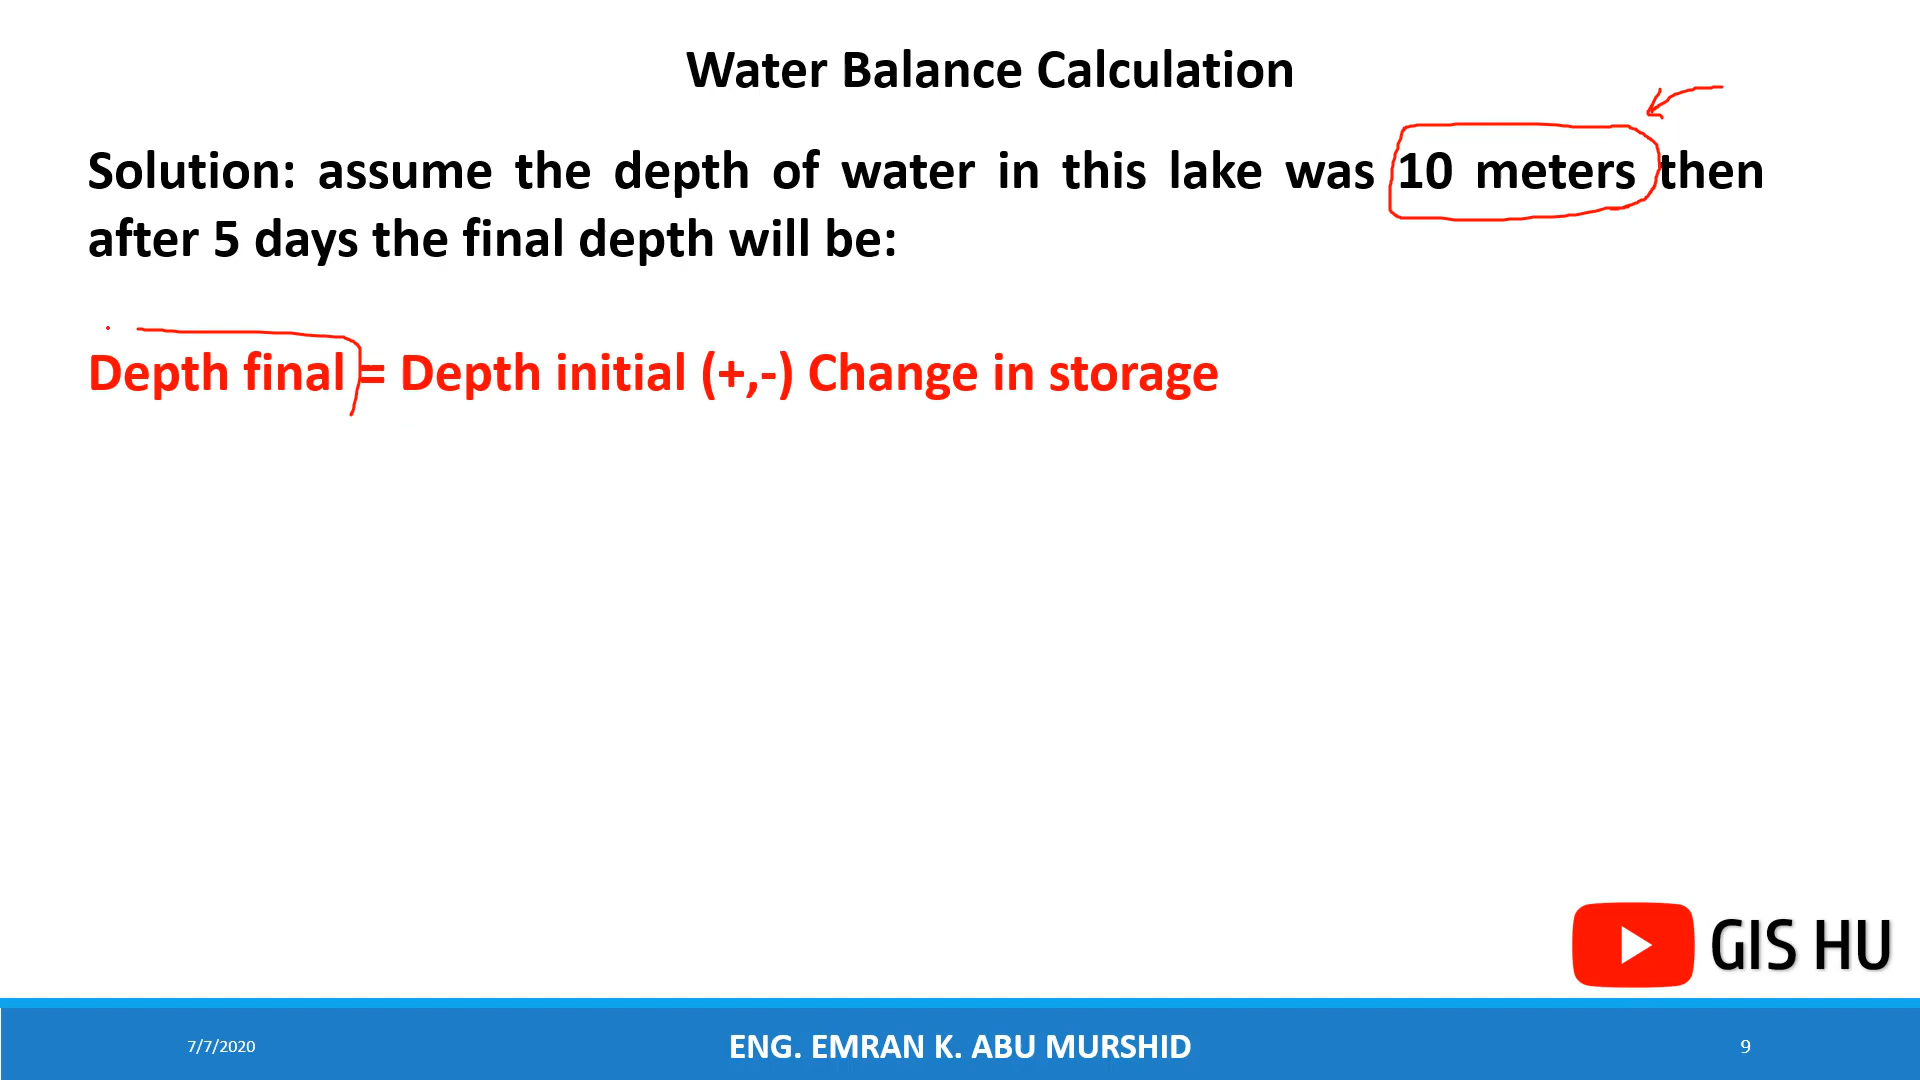 Water Balance Calculation
Solution: assume the depth of water in this lake was 10 meters then
after 5 days the final depth will be:
Depth final = Depth initial (+,-) Change in storage
GIS HU
7/7/2020
ENG. EMRAN K. ABU MURSHID
9